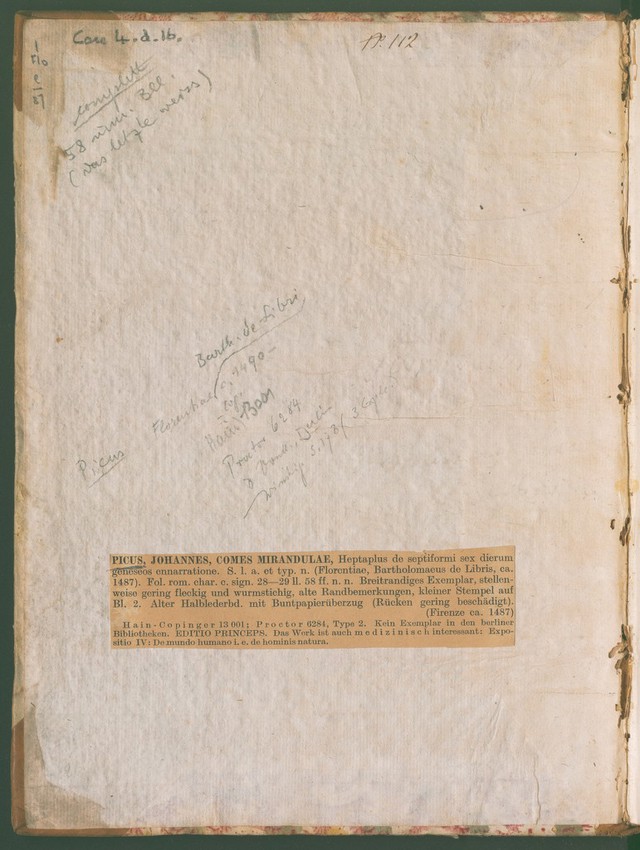 Case 4.d.16.
№. 112
complett
58 num. Bll.
(das letzte weiss)
Barth. de Libri
c. 1490
Proctor 6284
Picus
PICUS, JOHANNES, COMES MIRANDULAE, Heptaplus de septiformi sex dierum
geneseos ennarratione. S. l. a. et typ. n. (Florentiae, Bartholomaeus de Libris, ca.
1487). Fol. rom. char. c. sign. 28—29 ll. 58 ff. n. n. Breitrandiges Exemplar, stellen-
weise gering fleckig und wurmstichig, alte Randbemerkungen, kleiner Stempel auf
Bl. 2. Alter Halblederbd. mit Buntpapierüberzug (Rücken gering beschädigt).
(Firenze ca. 1487)
Hain-Copinger 13 001; Proctor 6284, Type 2. Kein Exemplar in den berliner
Bibliotheken. EDITIO PRINCEPS. Das Werk ist auch medizinisch interessant: Expo-
sitio IV: De mundo humano i. e. de hominis natura.